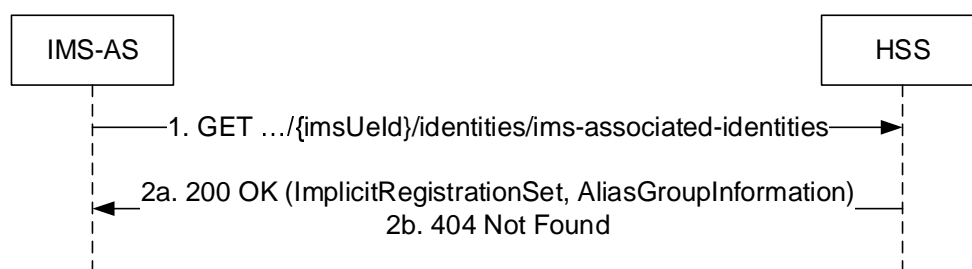 IMS-AS
HSS
1. GET …/{imsUeId}/identities/ims-associated-identities
2a. 200 OK (ImplicitRegistrationSet, AliasGroupInformation)
2b. 404 Not Found